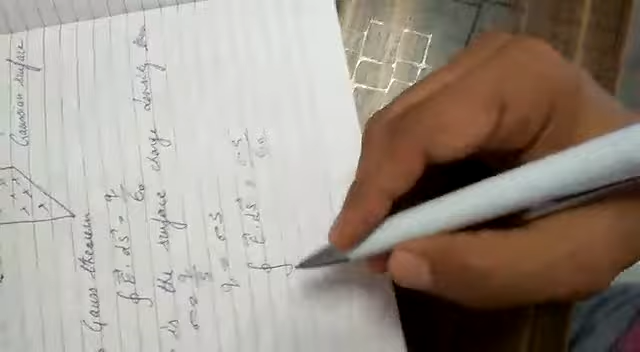 Gaussian surface
Gauss theorem
∮ E⃗ . dS⃗ = q/ϵ₀
is the surface charge density
σ = q/S
q = σS
∮ E⃗ . dS⃗ = σS/ϵ₀
∮